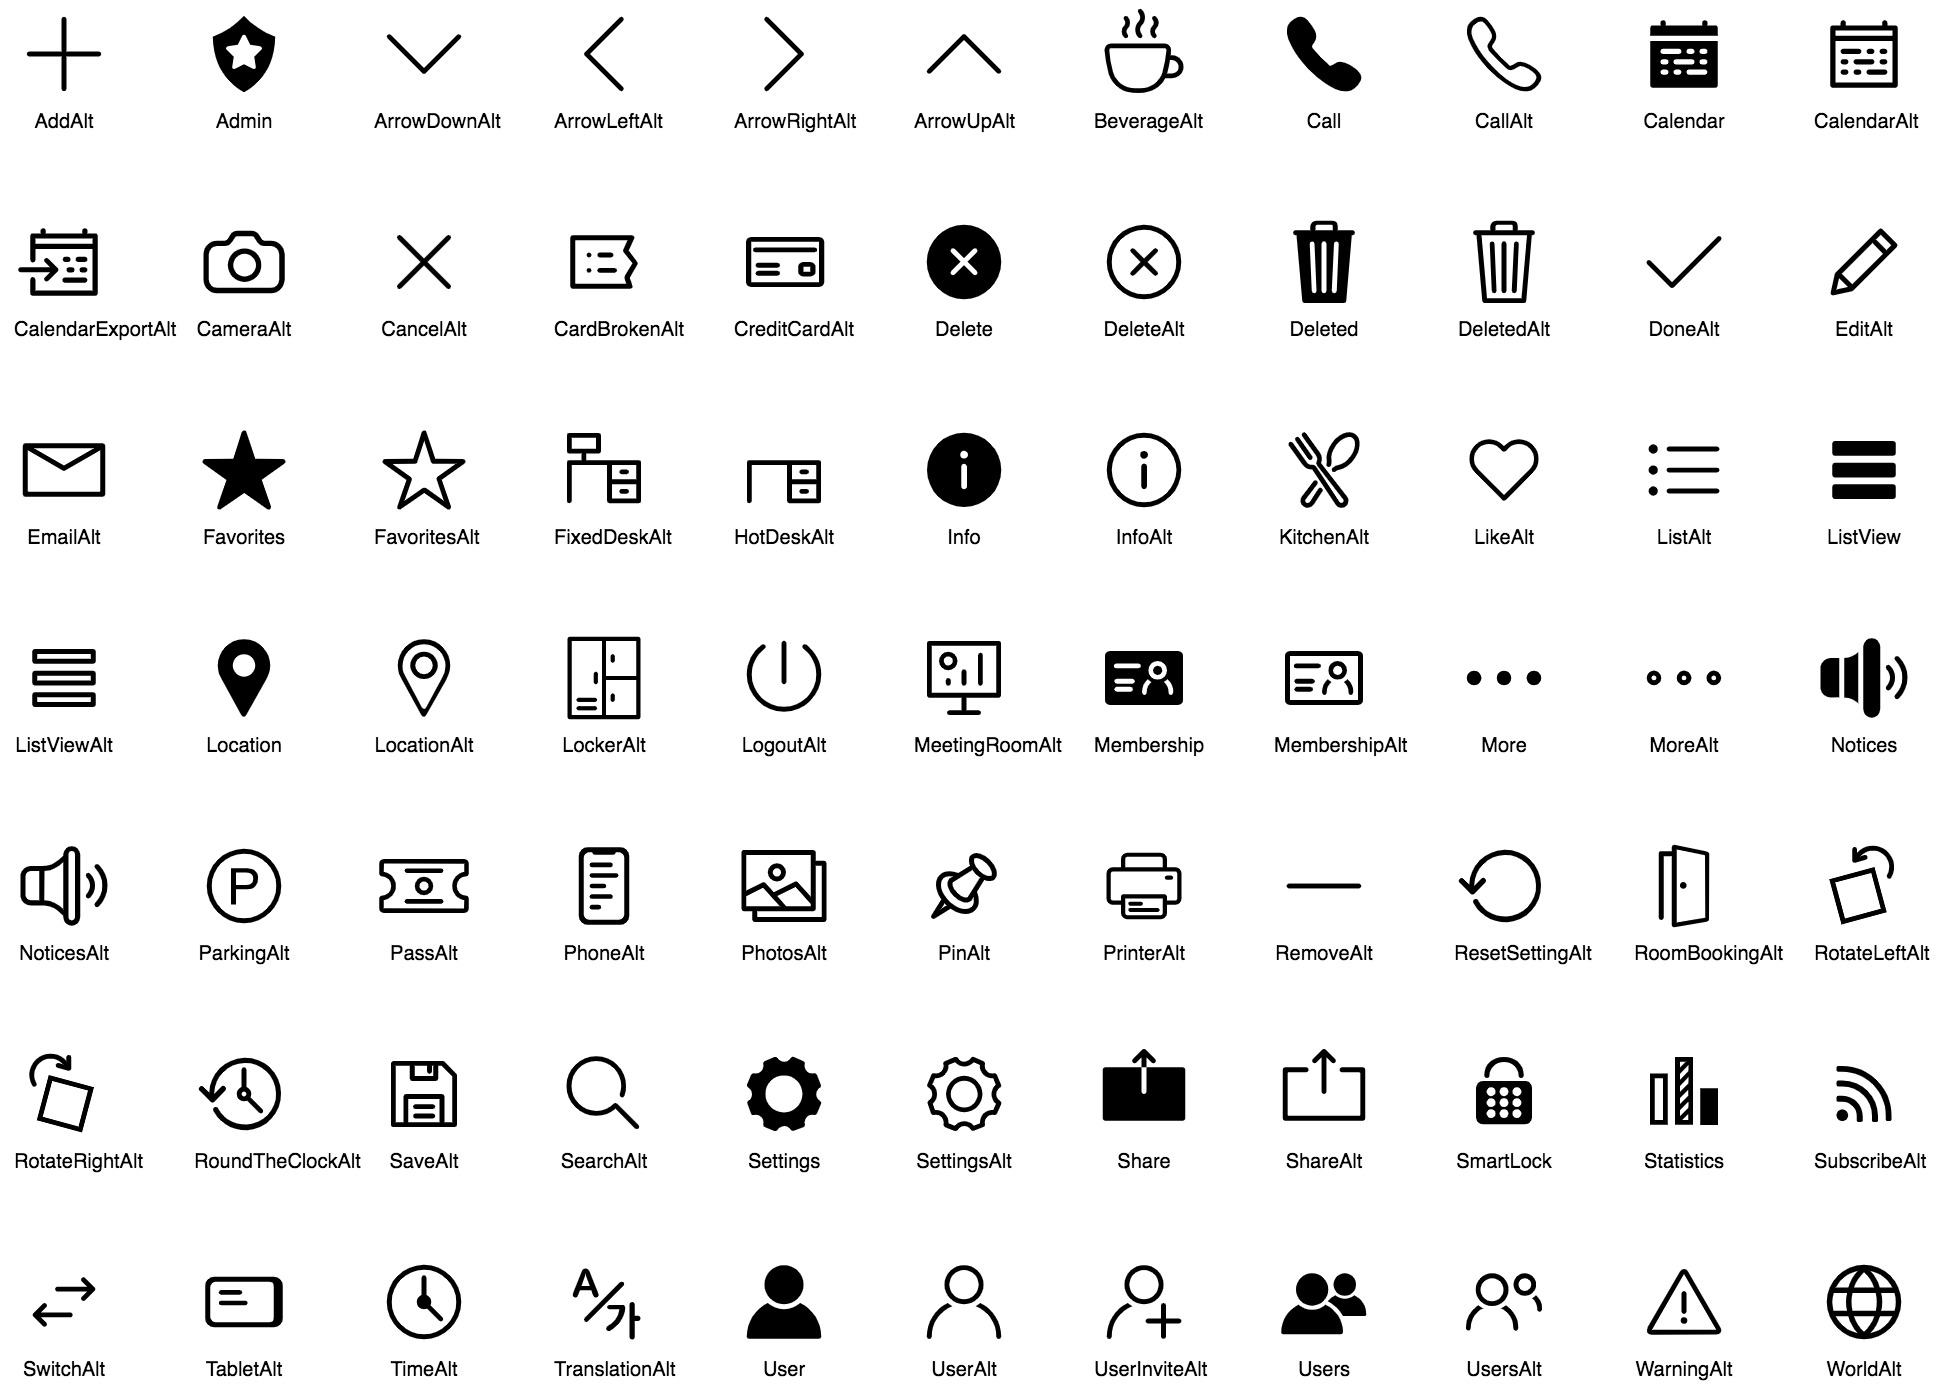 AddAlt Admin ArrowDownAlt ArrowLeftAlt ArrowRightAlt ArrowUpAlt BeverageAlt Call CallAlt Calendar CalendarAlt
CalendarExportAlt CameraAlt CancelAlt CardBrokenAlt CreditCardAlt Delete DeleteAlt Deleted DeletedAlt DoneAlt EditAlt
EmailAlt Favorites FavoritesAlt FixedDeskAlt HotDeskAlt Info InfoAlt KitchenAlt LikeAlt ListAlt ListView
ListViewAlt Location LocationAlt LockerAlt LogoutAlt MeetingRoomAlt Membership MembershipAlt More MoreAlt Notices
P
NoticesAlt ParkingAlt PassAlt PhoneAlt PhotosAlt PinAlt PrinterAlt RemoveAlt ResetSettingAlt RoomBookingAlt RotateLeftAlt
RotateRightAlt RoundTheClockAlt SaveAlt SearchAlt Settings SettingsAlt Share ShareAlt SmartLock Statistics SubscribeAlt
A/가
SwitchAlt TabletAlt TimeAlt TranslationAlt User UserAlt UserInviteAlt Users UsersAlt WarningAlt WorldAlt